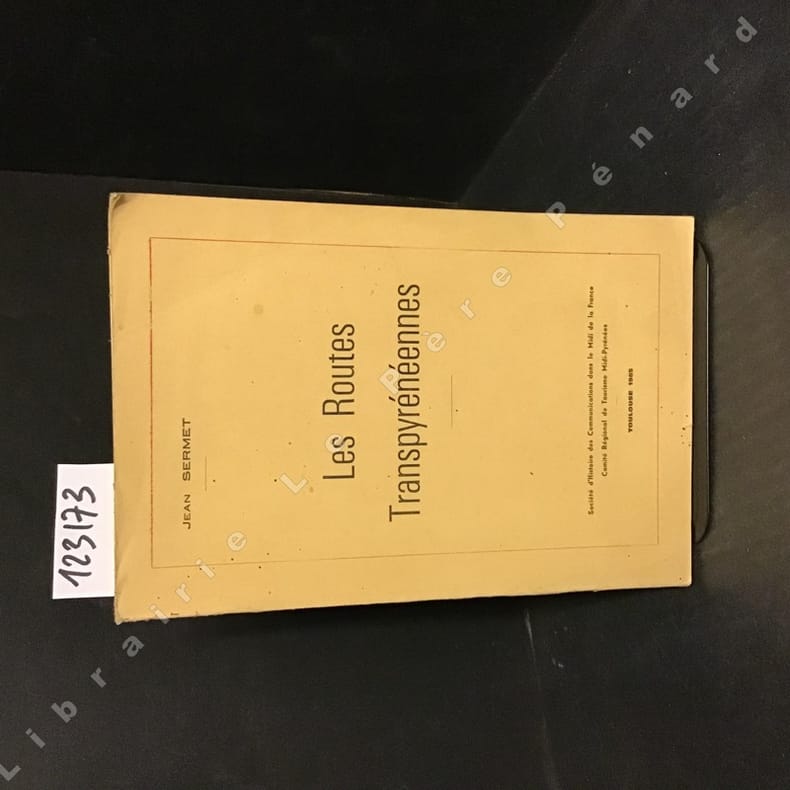 JEAN SERMET
Les Routes
Transpyrénéennes
Société d'Histoire des Communications dans le Midi de la France
Comité Régional de Tourisme Midi-Pyrénées
TOULOUSE 1965
123173
Librairie Le Père Pénard